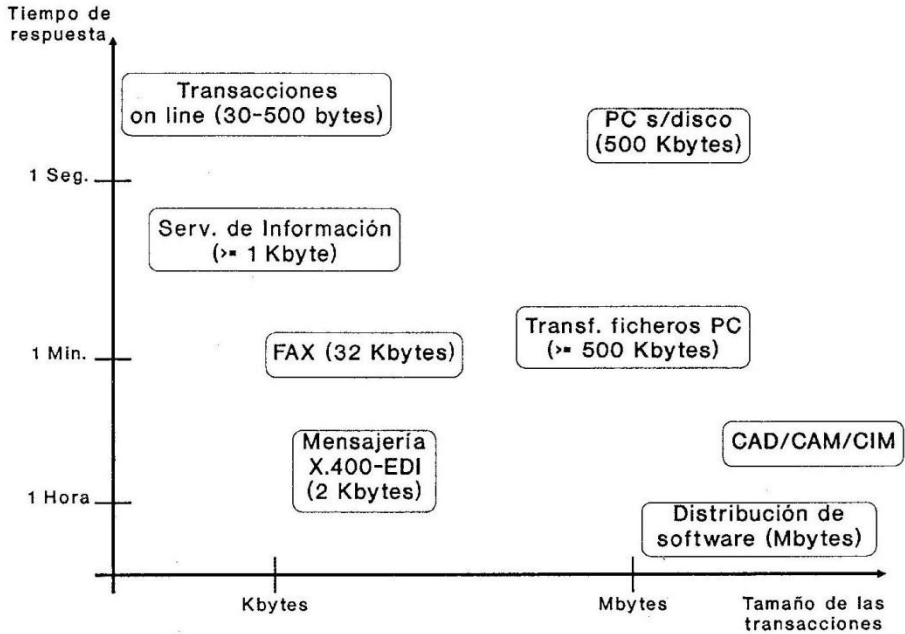 Tiempo de
respuesta
Transacciones
on line (30-500 bytes)
PC s/disco
(500 Kbytes)
1 Seg.
Serv. de Información
(>= 1 Kbyte)
Transf. ficheros PC
(>= 500 Kbytes)
1 Min.
FAX (32 Kbytes)
Mensajería
X.400-EDI
(2 Kbytes)
CAD/CAM/CIM
1 Hora
Distribución de
software (Mbytes)
Kbytes
Mbytes
Tamaño de las
transacciones